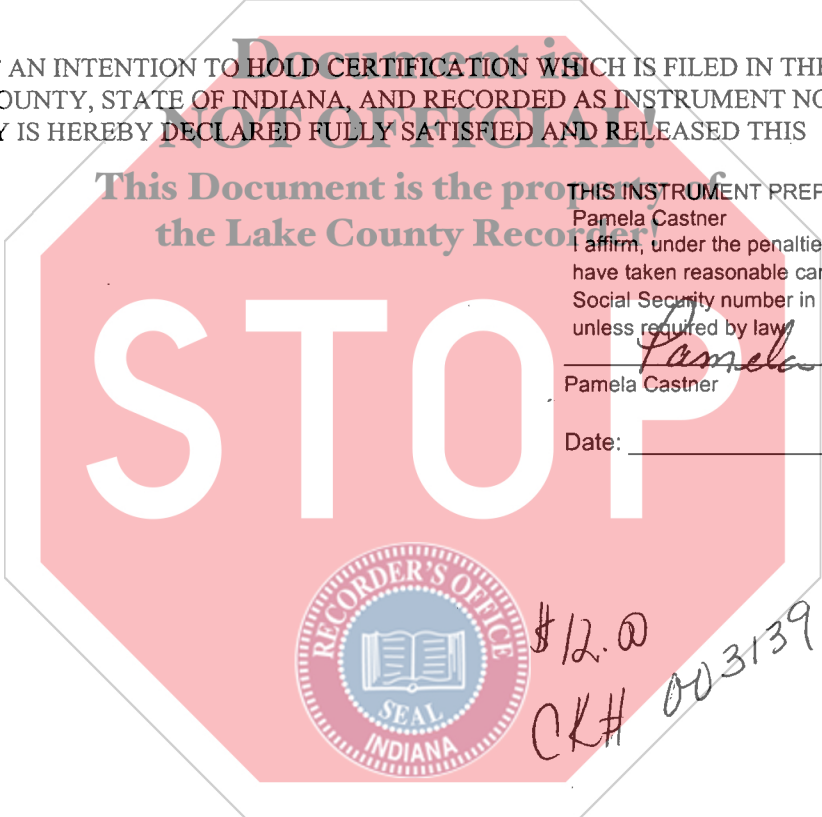 Document is
AN INTENTION TO HOLD CERTIFICATION WHICH IS FILED IN THE
OUNTY, STATE OF INDIANA, AND RECORDED AS INSTRUMENT NO
NOT OFFICIAL!
Y IS HEREBY DECLARED FULLY SATISFIED AND RELEASED THIS
This Document is the property of
the Lake County Recorder!
THIS INSTRUMENT PREP
Pamela Castner
I affirm, under the penaltie
have taken reasonable car
Social Security number in
unless required by law.
Pamela
Pamela Castner
Date:
STOP
RECORDER'S OFFICE
SEAL
INDIANA
$12.00
CK# 003139